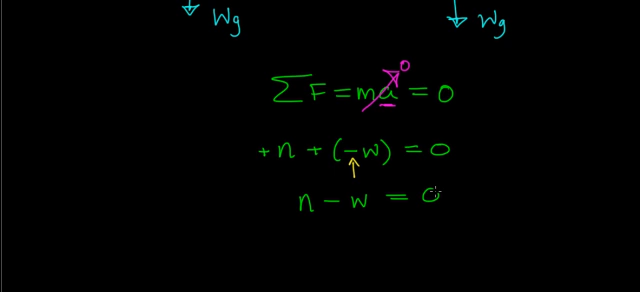 Wg Wg
ΣF = ma 0 = 0
+n + (-w) = 0
n - w = 0